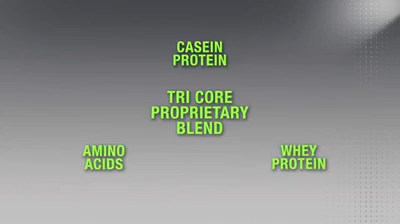 CASEIN
PROTEIN
TRI CORE
PROPRIETARY
BLEND
AMINO
ACIDS
WHEY
PROTEIN